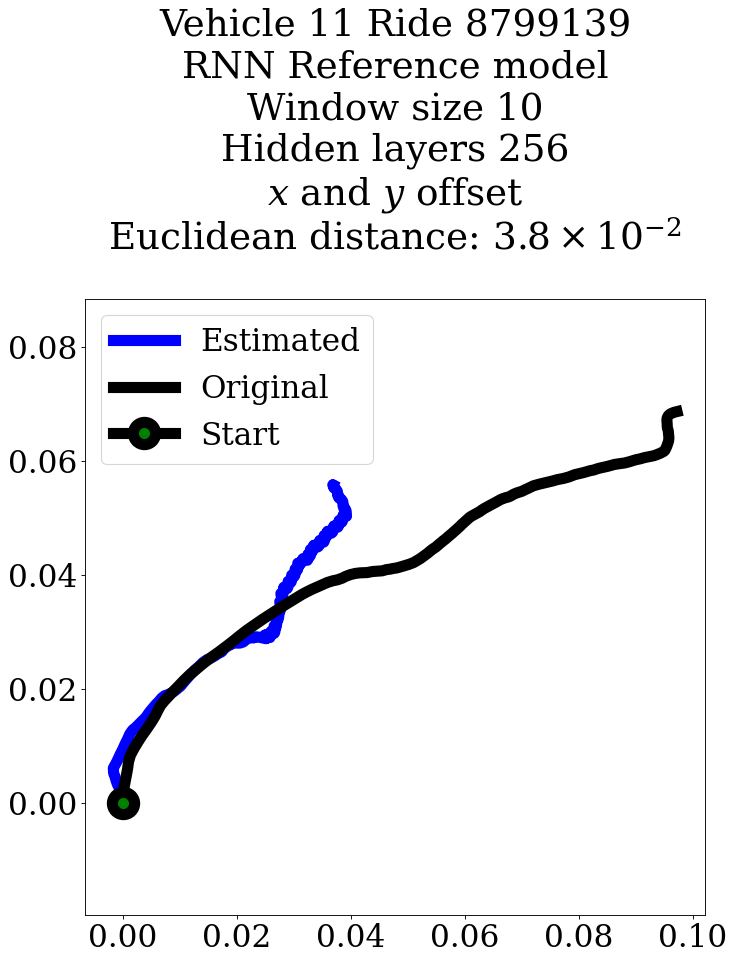 Vehicle 11 Ride 8799139
RNN Reference model
Window size 10
Hidden layers 256
x and y offset
Euclidean distance: 3.8 × 10⁻²
Estimated
Original
Start
0.08
0.06
0.04
0.02
0.00
0.00 0.02 0.04 0.06 0.08 0.10